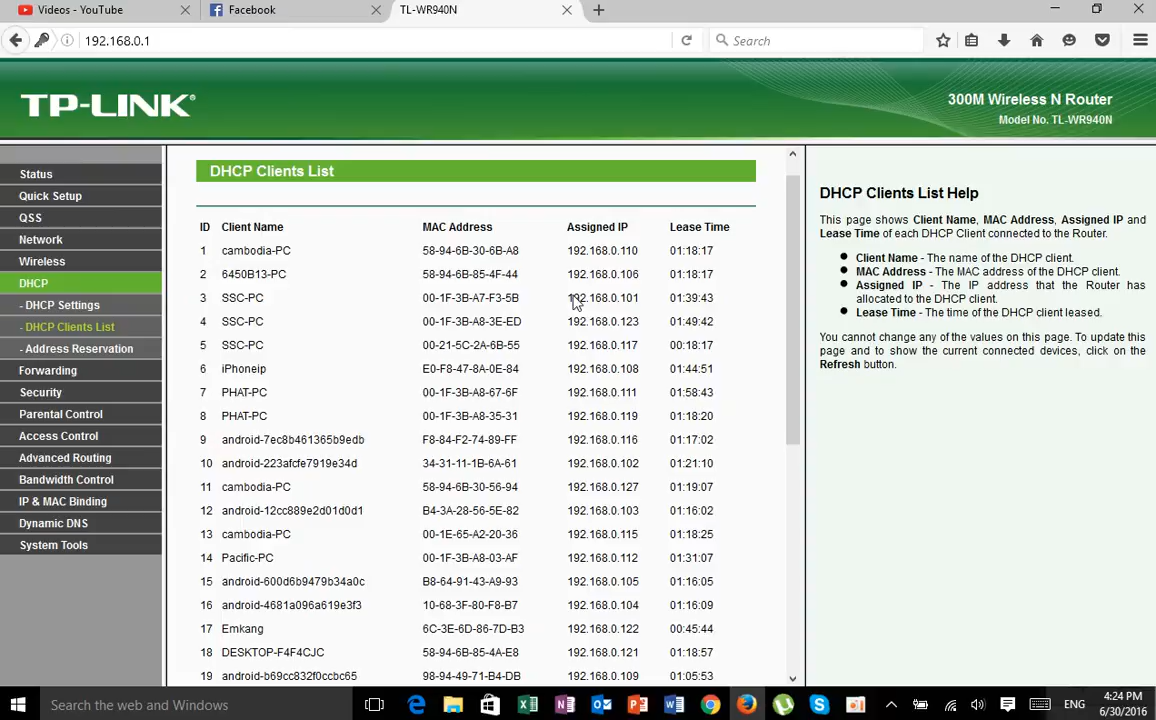 Videos - YouTube
Facebook
TL-WR940N
192.168.0.1
Search
TP-LINK®
300M Wireless N Router
Model No. TL-WR940N
Status
Quick Setup
QSS
Network
Wireless
DHCP
- DHCP Settings
- DHCP Clients List
- Address Reservation
Forwarding
Security
Parental Control
Access Control
Advanced Routing
Bandwidth Control
IP & MAC Binding
Dynamic DNS
System Tools
DHCP Clients List
ID Client Name MAC Address Assigned IP Lease Time
1 cambodia-PC 58-94-6B-30-6B-A8 192.168.0.110 01:18:17
2 6450B13-PC 58-94-6B-85-4F-44 192.168.0.106 01:18:17
3 SSC-PC 00-1F-3B-A7-F3-5B 192.168.0.101 01:39:43
4 SSC-PC 00-1F-3B-A8-3E-ED 192.168.0.123 01:49:42
5 SSC-PC 00-21-5C-2A-6B-55 192.168.0.117 00:18:17
6 iPhoneip E0-F8-47-8A-0E-84 192.168.0.108 01:44:51
7 PHAT-PC 00-1F-3B-A8-67-6F 192.168.0.111 01:58:43
8 PHAT-PC 00-1F-3B-A8-35-31 192.168.0.119 01:18:20
9 android-7ec8b461365b9edb F8-84-F2-74-89-FF 192.168.0.116 01:17:02
10 android-223afcfe7919e34d 34-31-11-1B-6A-61 192.168.0.102 01:21:10
11 cambodia-PC 58-94-6B-30-56-94 192.168.0.127 01:19:07
12 android-12cc889e2d01d0d1 B4-3A-28-56-5E-82 192.168.0.103 01:16:02
13 cambodia-PC 00-1E-65-A2-20-36 192.168.0.115 01:18:25
14 Pacific-PC 00-1F-3B-A8-03-AF 192.168.0.112 01:31:07
15 android-600d6b9479b34a0c B8-64-91-43-A9-93 192.168.0.105 01:16:05
16 android-4681a096a619e3f3 10-68-3F-80-F8-B7 192.168.0.104 01:16:09
17 Emkang 6C-3E-6D-86-7D-B3 192.168.0.122 00:45:44
18 DESKTOP-F4F4CJC 58-94-6B-85-4A-E8 192.168.0.121 01:18:57
19 android-b69cc832f0ccbc65 98-94-49-71-B4-DB 192.168.0.109 01:05:53
DHCP Clients List Help
This page shows Client Name, MAC Address, Assigned IP and
Lease Time of each DHCP Client connected to the Router.
Client Name - The name of the DHCP client.
MAC Address - The MAC address of the DHCP client.
Assigned IP - The IP address that the Router has
allocated to the DHCP client.
Lease Time - The time of the DHCP client leased.
You cannot change any of the values on this page. To update this
page and to show the current connected devices, click on the
Refresh button.
Search the web and Windows
ENG
4:24 PM
6/30/2016